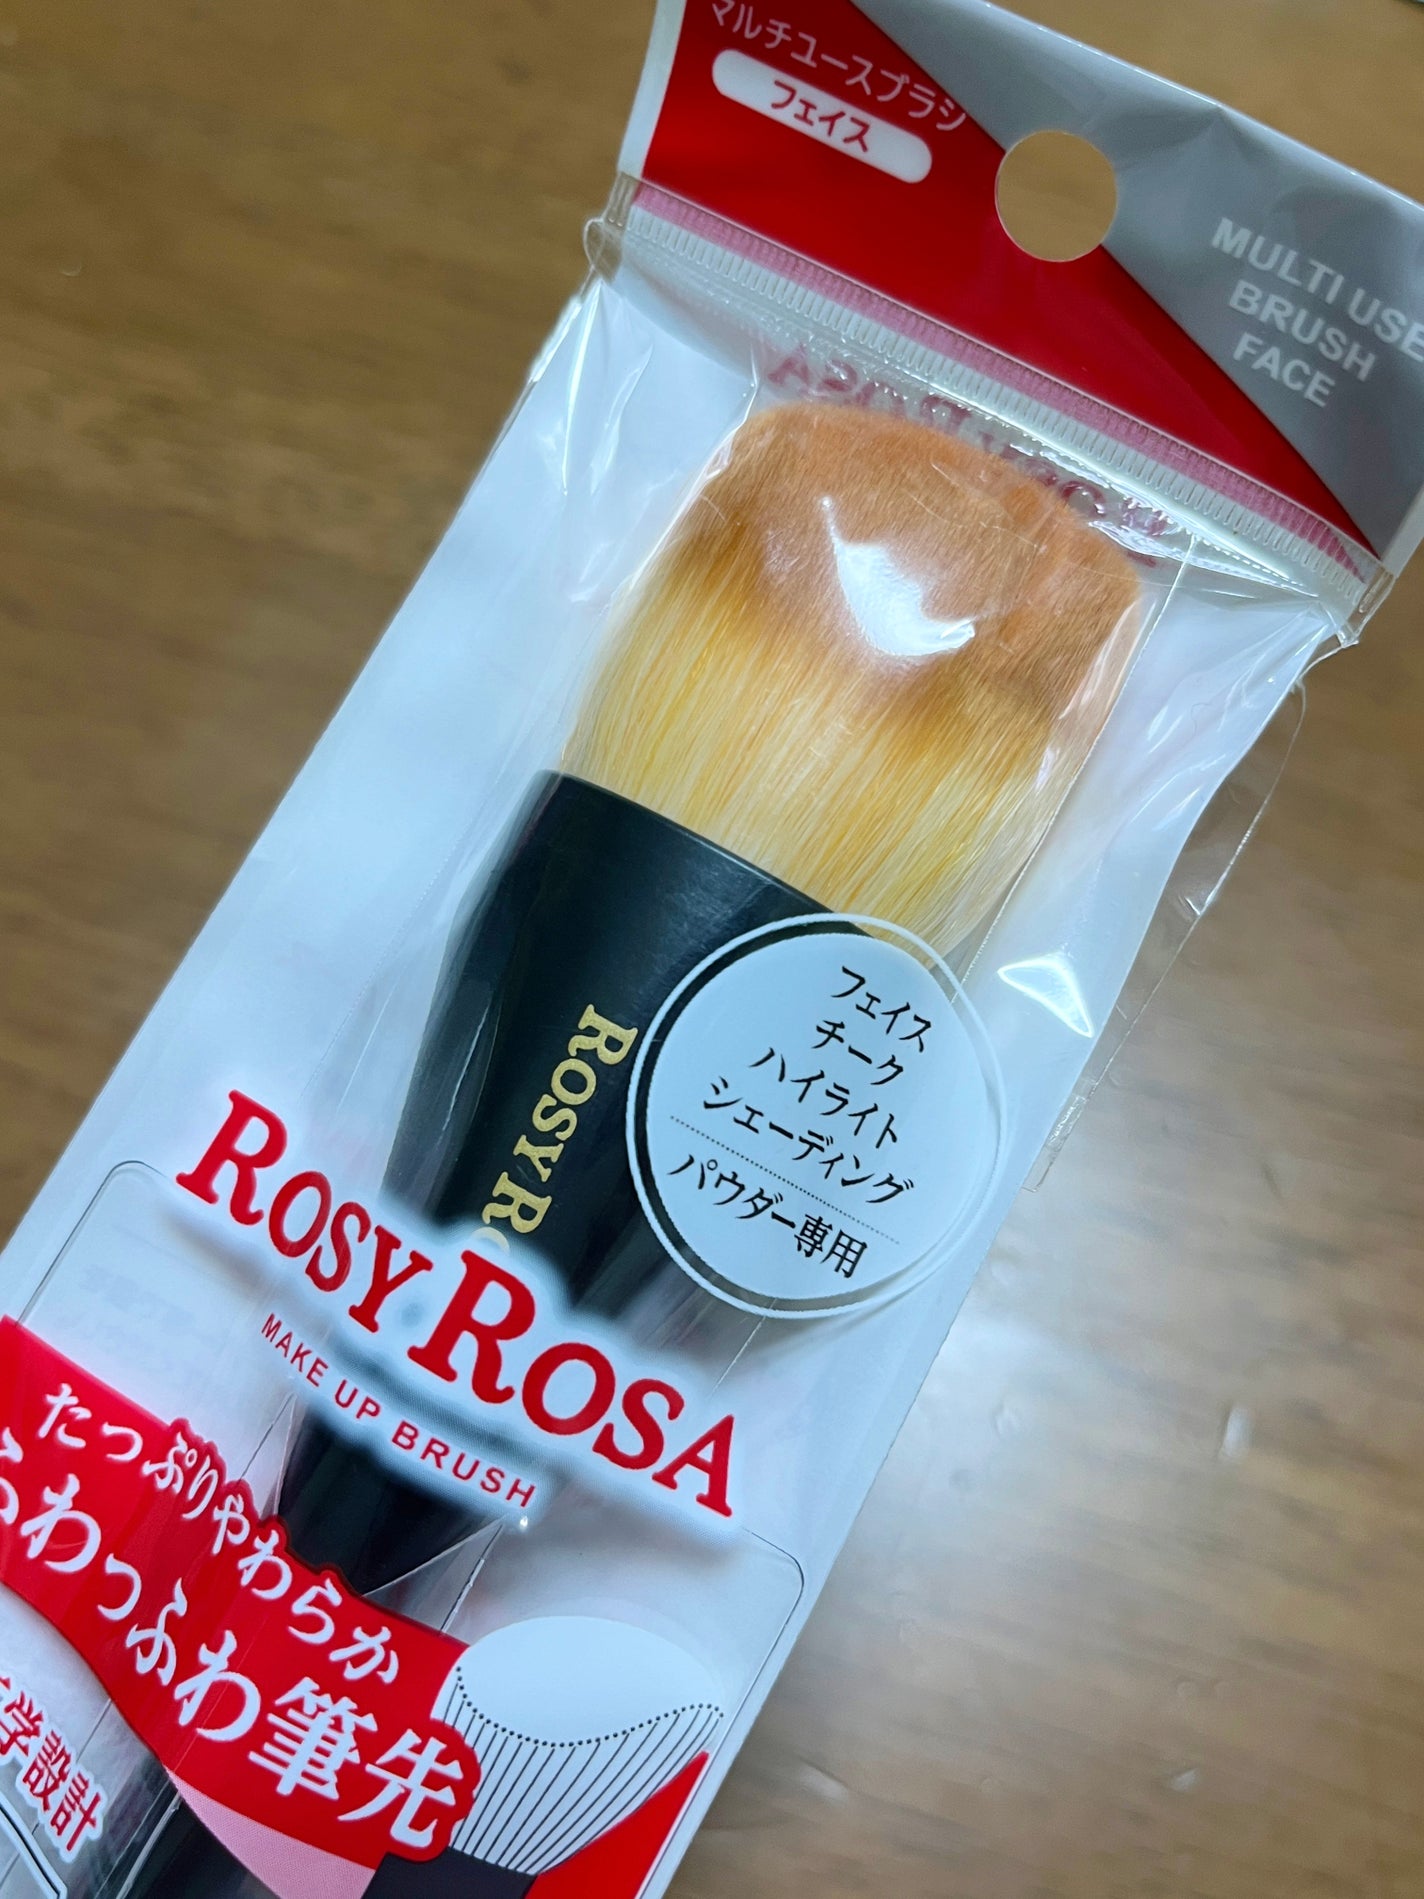 マルチユースブラシ
フェイス
MULTI USE
BRUSH
FACE
フェイス
チーク
ハイライト
シェーディング
パウダー専用
ROSY R
ROSY ROSA
MAKE UP BRUSH
たっぷりやわらか
ふわっふわ筆先
学設計